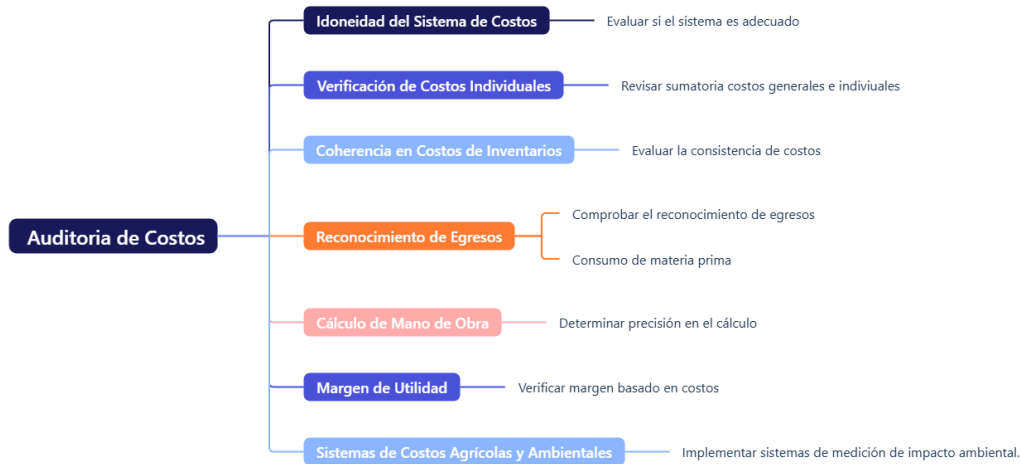 Idoneidad del Sistema de Costos
Evaluar si el sistema es adecuado
Verificación de Costos Individuales
Revisar sumatoria costos generales e indiviuales
Coherencia en Costos de Inventarios
Evaluar la consistencia de costos
Auditoria de Costos
Reconocimiento de Egresos
Comprobar el reconocimiento de egresos
Consumo de materia prima
Cálculo de Mano de Obra
Determinar precisión en el cálculo
Margen de Utilidad
Verificar margen basado en costos
Sistemas de Costos Agrícolas y Ambientales
Implementar sistemas de medición de impacto ambiental.